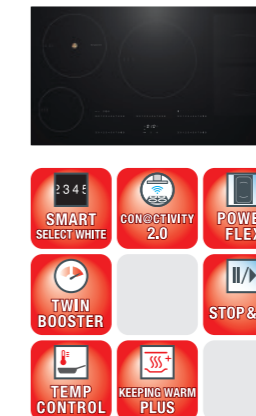 2345
SMART
SELECT WHITE
CON@CTIVITY
2.0
POWE
FLEX
TWIN
BOOSTER
STOP&
TEMP
CONTROL
KEEPING WARM
PLUS